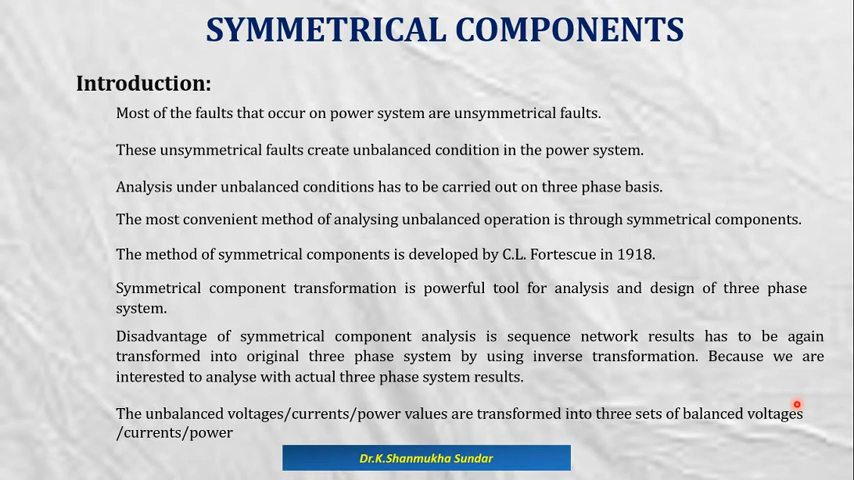 SYMMETRICAL COMPONENTS
Introduction:
Most of the faults that occur on power system are unsymmetrical faults.
These unsymmetrical faults create unbalanced condition in the power system.
Analysis under unbalanced conditions has to be carried out on three phase basis.
The most convenient method of analysing unbalanced operation is through symmetrical components.
The method of symmetrical components is developed by C.L. Fortescue in 1918.
Symmetrical component transformation is powerful tool for analysis and design of three phase
system.
Disadvantage of symmetrical component analysis is sequence network results has to be again
transformed into original three phase system by using inverse transformation. Because we are
interested to analyse with actual three phase system results.
The unbalanced voltages/currents/power values are transformed into three sets of balanced voltages
/currents/power
Dr.K.Shanmukha Sundar